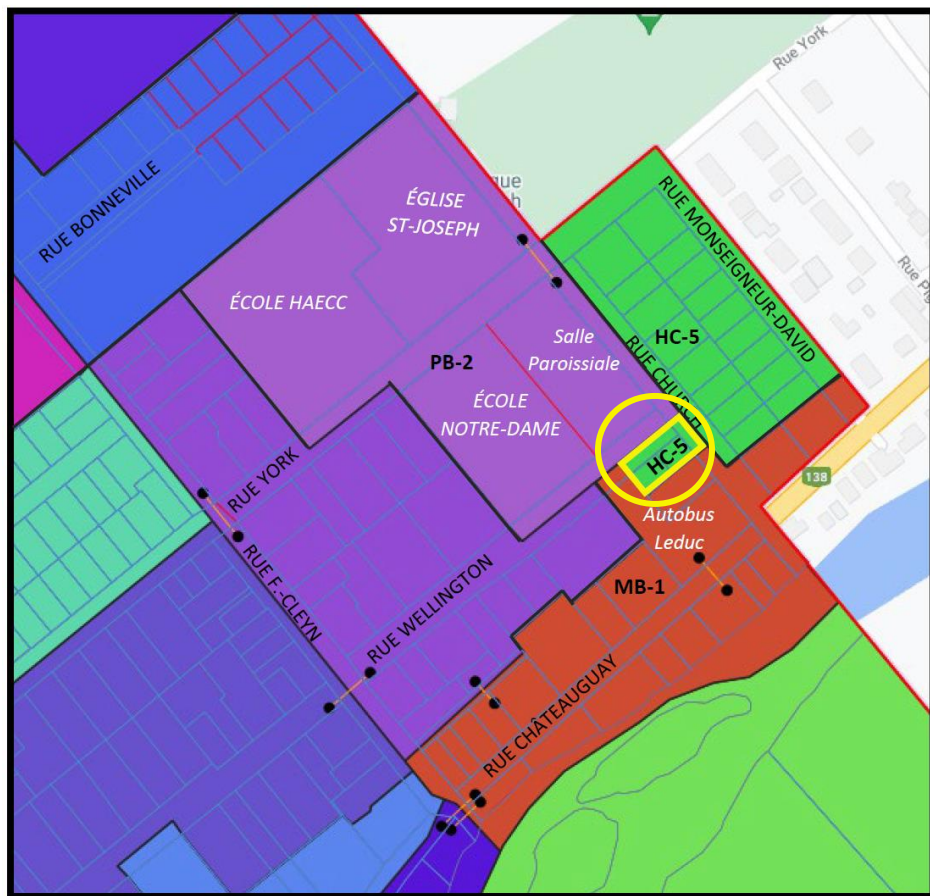 Rue York
RUE BONNEVILLE
ÉGLISE
ST-JOSEPH
RUE MONSEIGNEUR-DAVID
ÉCOLE HAECC
HC-5
Salle
Paroissiale
RUE CHURCH
PB-2
ÉCOLE
NOTRE-DAME
HC-5
138
RUE YORK
Autobus
Leduc
RUE F.-CLEYN
RUE WELLINGTON
MB-1
RUE CHÂTEAUGUAY